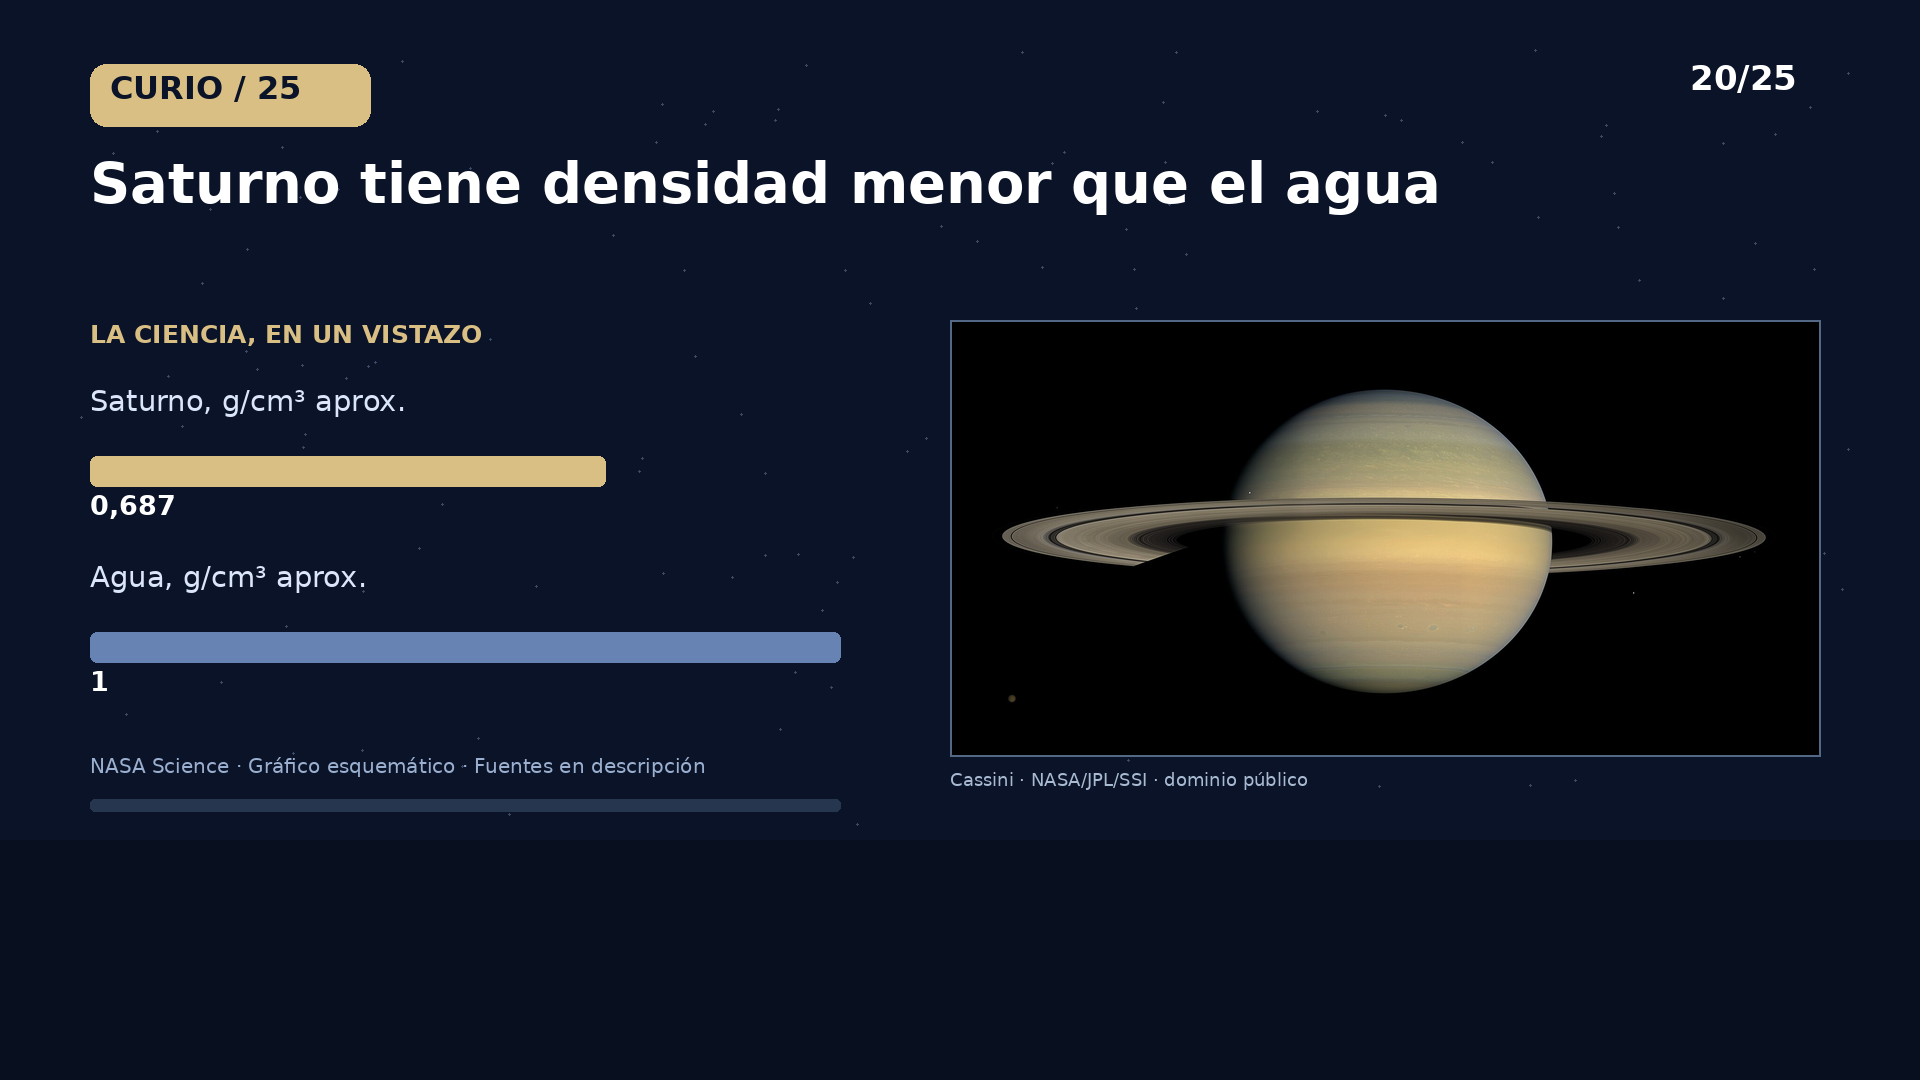 CURIO / 25
20/25
Saturno tiene densidad menor que el agua
LA CIENCIA, EN UN VISTAZO
Saturno, g/cm³ aprox.
0,687
Agua, g/cm³ aprox.
1
NASA Science · Gráfico esquemático · Fuentes en descripción
Cassini · NASA/JPL/SSI · dominio público